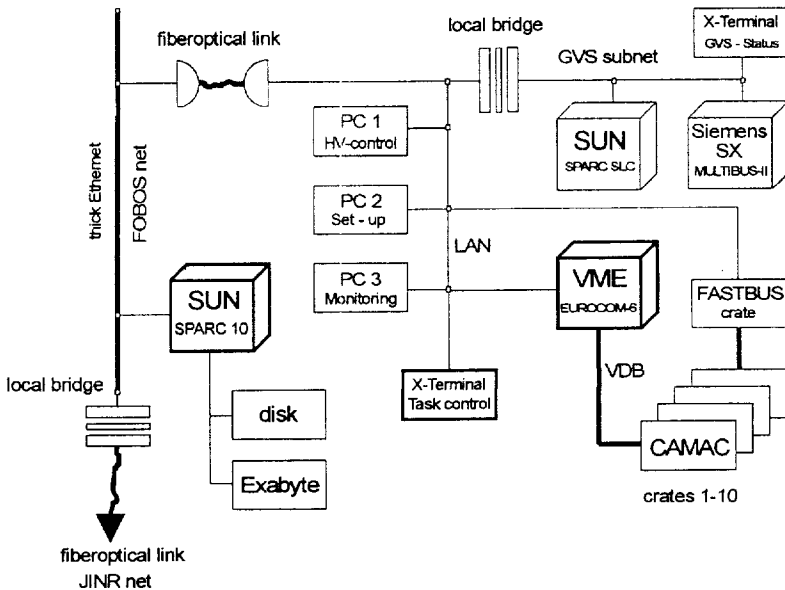 X-Terminal
GVS - Status
local bridge
fiberoptical link
GVS subnet
PC 1
HV-control
SUN
SPARC SLC
Siemens
SX
MULTIBUS-II
thick Ethernet
FOBOS net
PC 2
Set - up
LAN
PC 3
Monitoring
VME
EUROCOM-6
FASTBUS
crate
SUN
SPARC 10
VDB
local bridge
X-Terminal
Task control
disk
CAMAC
Exabyte
crates 1-10
fiberoptical link
JINR net